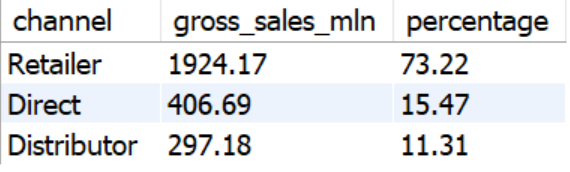 channel gross_sales_mln percentage
Retailer 1924.17 73.22
Direct 406.69 15.47
Distributor 297.18 11.31